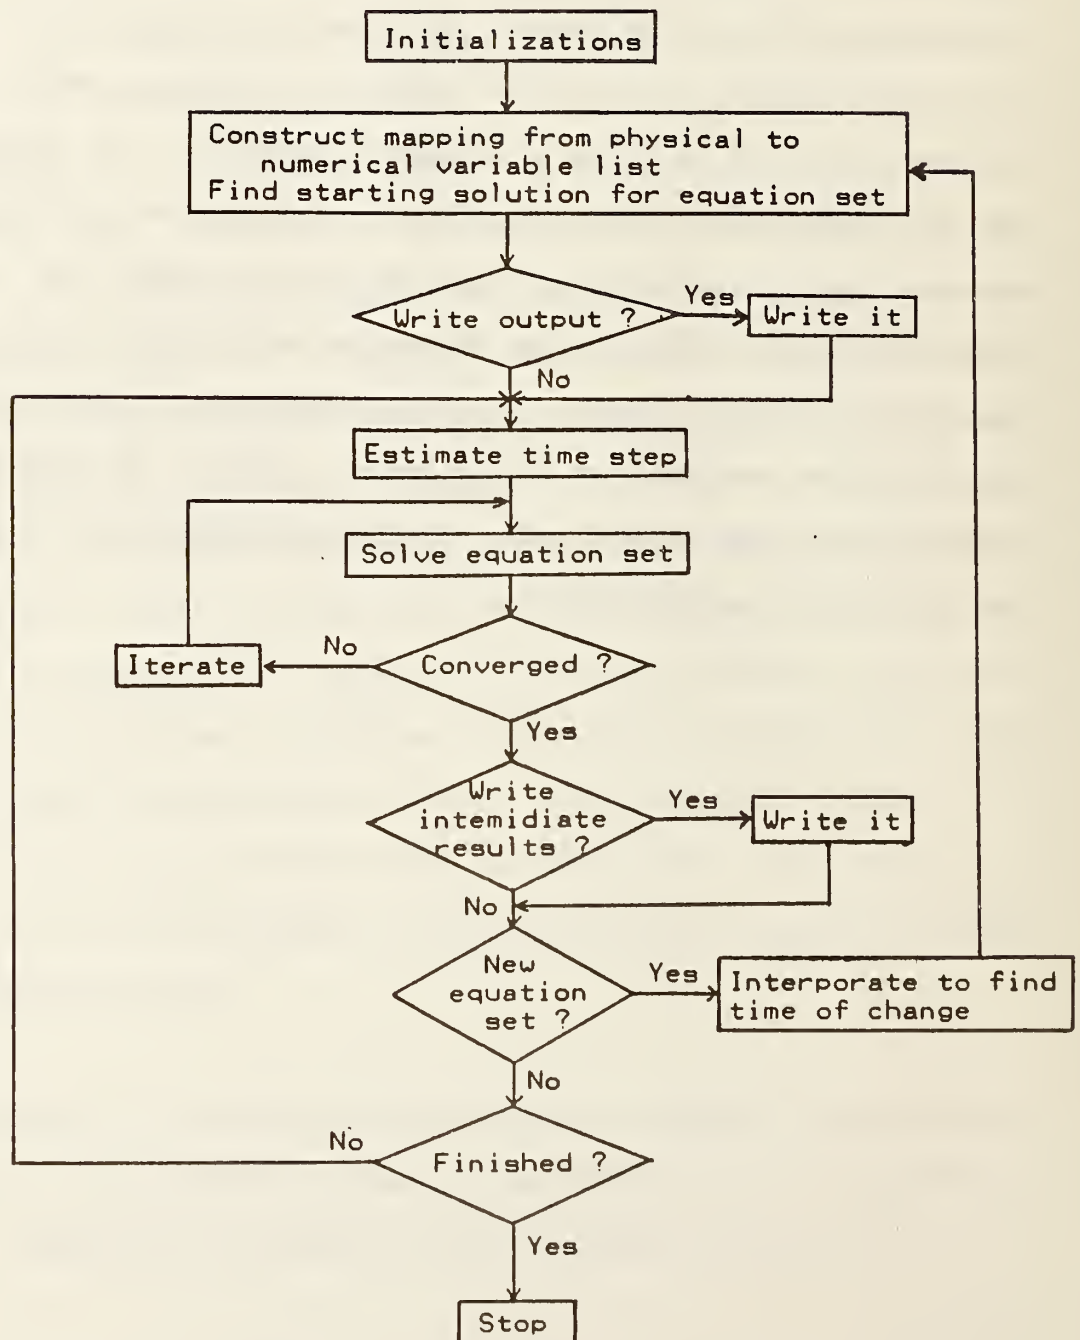 Initializations
Construct mapping from physical to
numerical variable list
Find starting solution for equation set
Write output ?
Yes
Write it
No
Estimate time step
Solve equation set
No
Iterate
Converged ?
Yes
Write
intemidiate
results ?
Yes
Write it
No
New
equation
set ?
Yes
Interporate to find
time of change
No
No
Finished ?
Yes
Stop